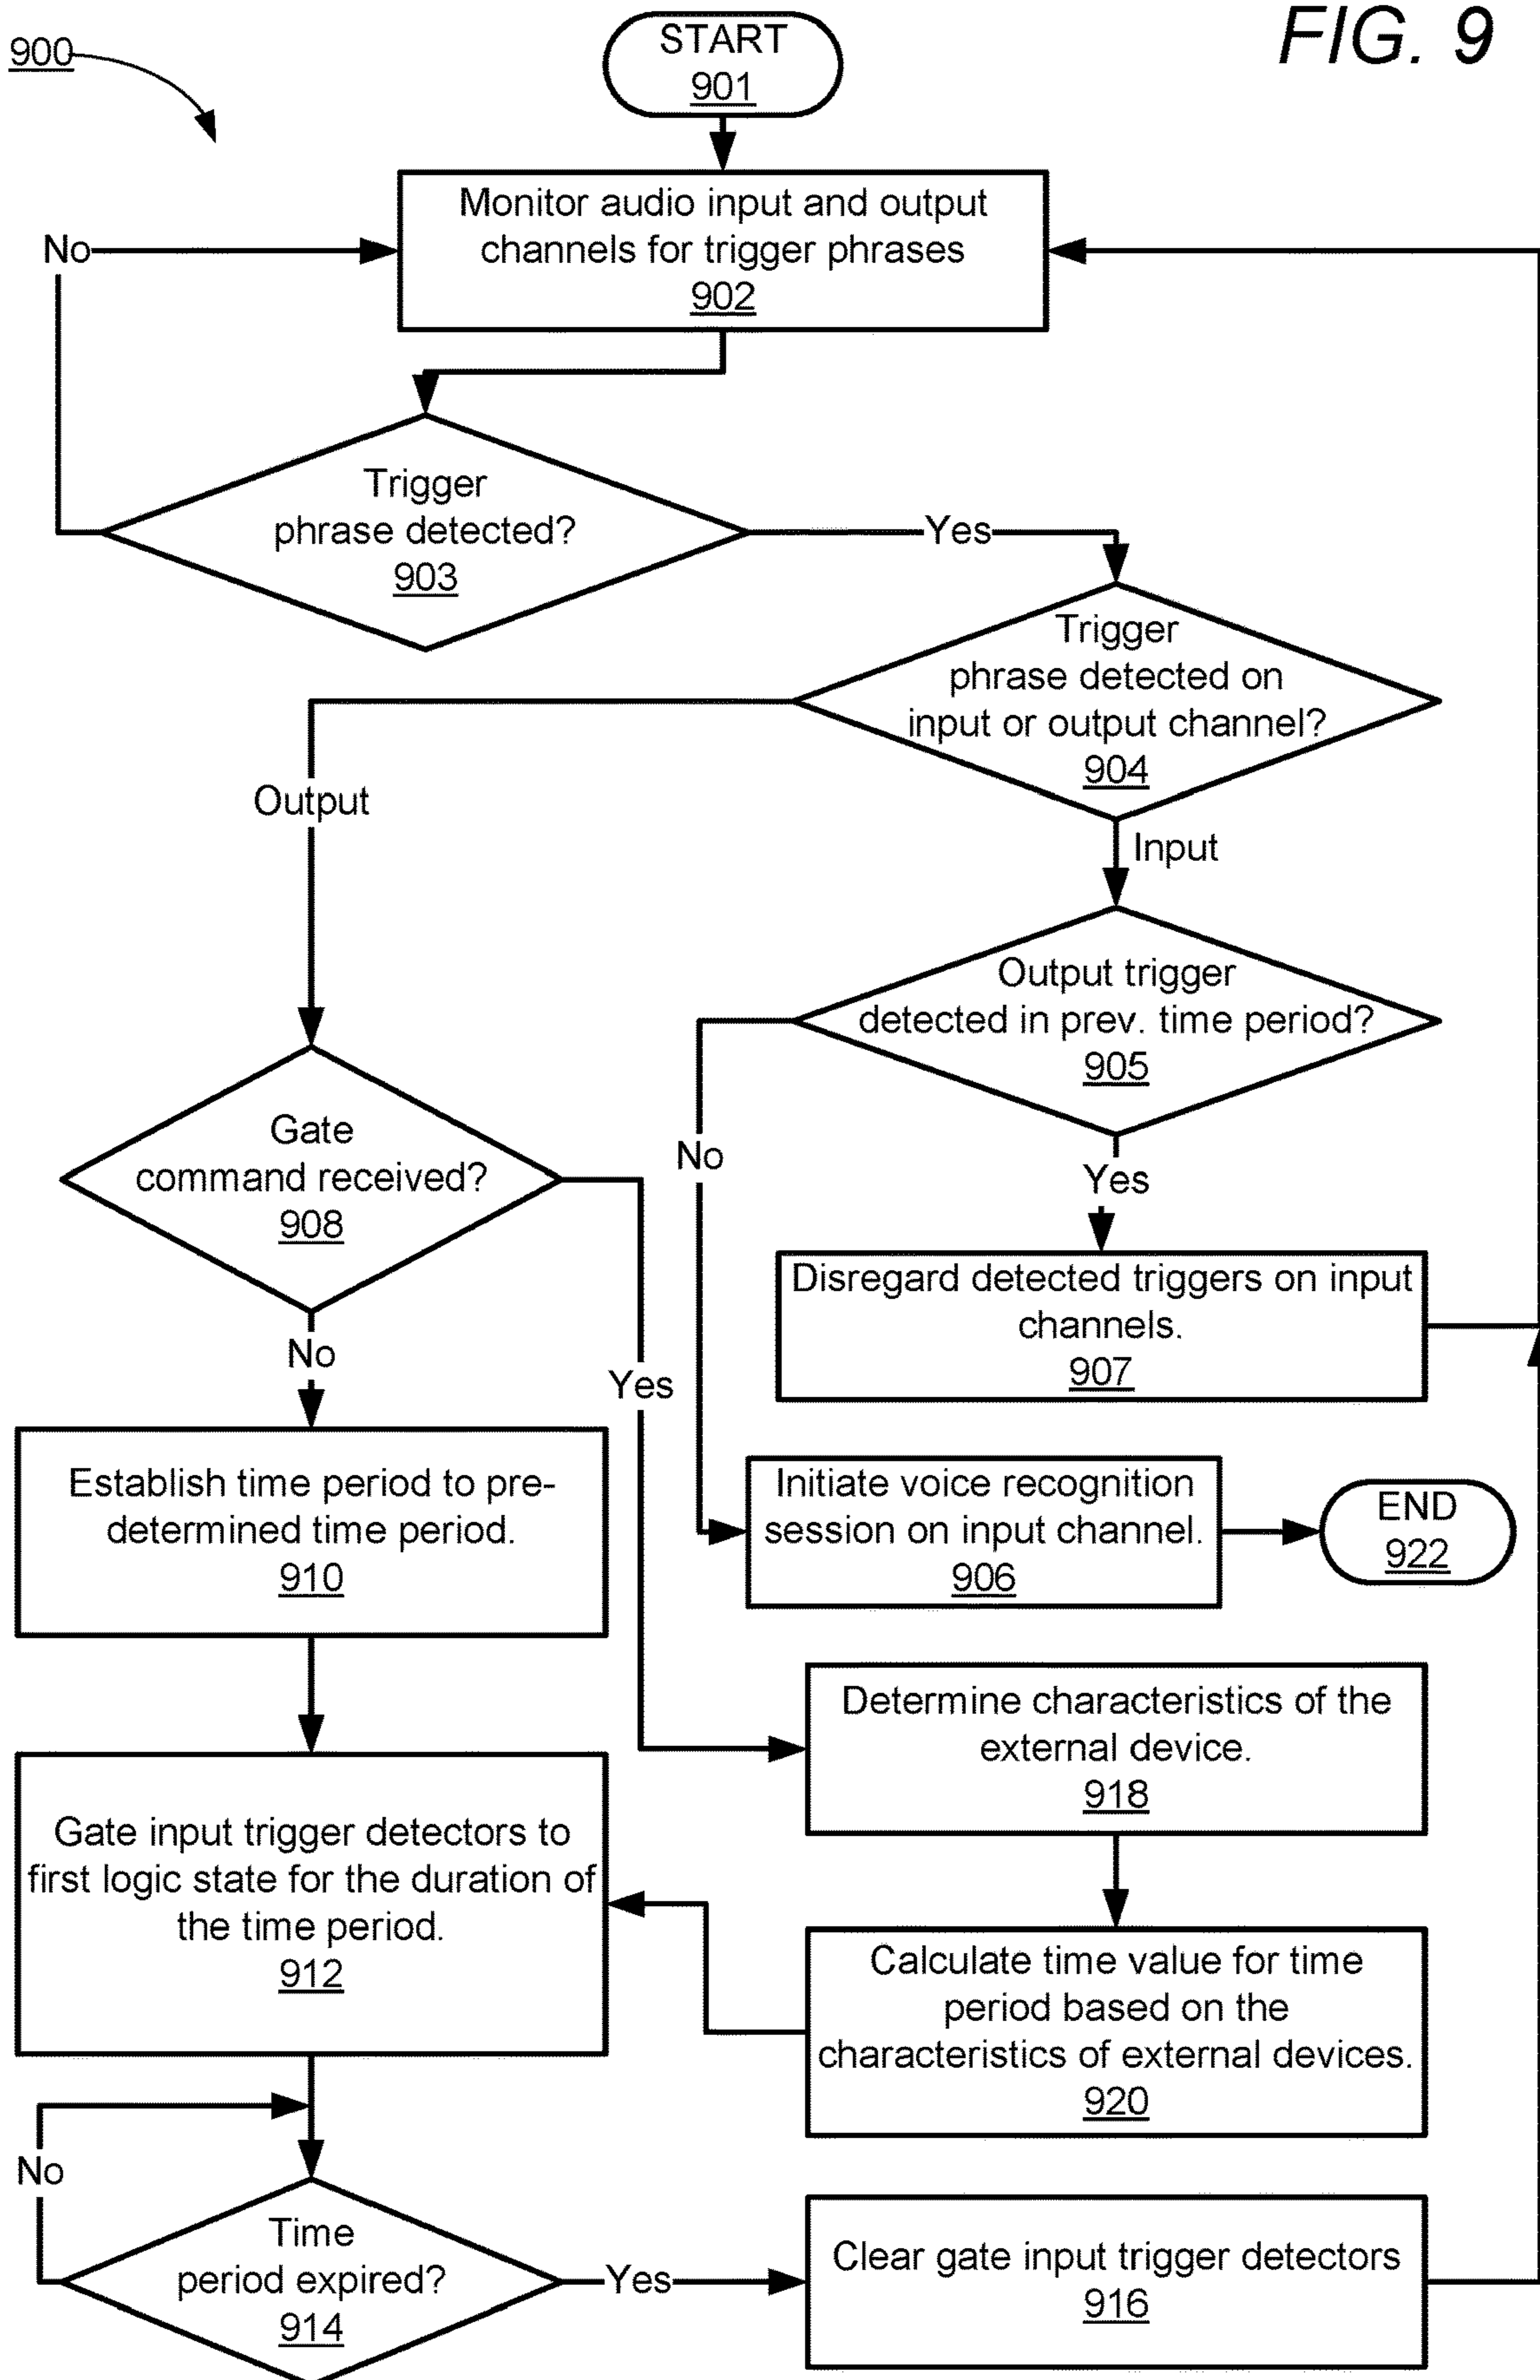 FIG. 9
900
START
901
Monitor audio input and output
channels for trigger phrases
902
No
Trigger
phrase detected?
903
Yes
Trigger
phrase detected on
input or output channel?
904
Output
Input
Output trigger
detected in prev. time period?
905
No
Yes
Gate
command received?
908
No
Yes
Disregard detected triggers on input
channels.
907
Establish time period to pre-
determined time period.
910
Initiate voice recognition
session on input channel.
906
END
922
Determine characteristics of the
external device.
918
Gate input trigger detectors to
first logic state for the duration of
the time period.
912
Calculate time value for time
period based on the
characteristics of external devices.
920
No
Time
period expired?
914
Yes
Clear gate input trigger detectors
916